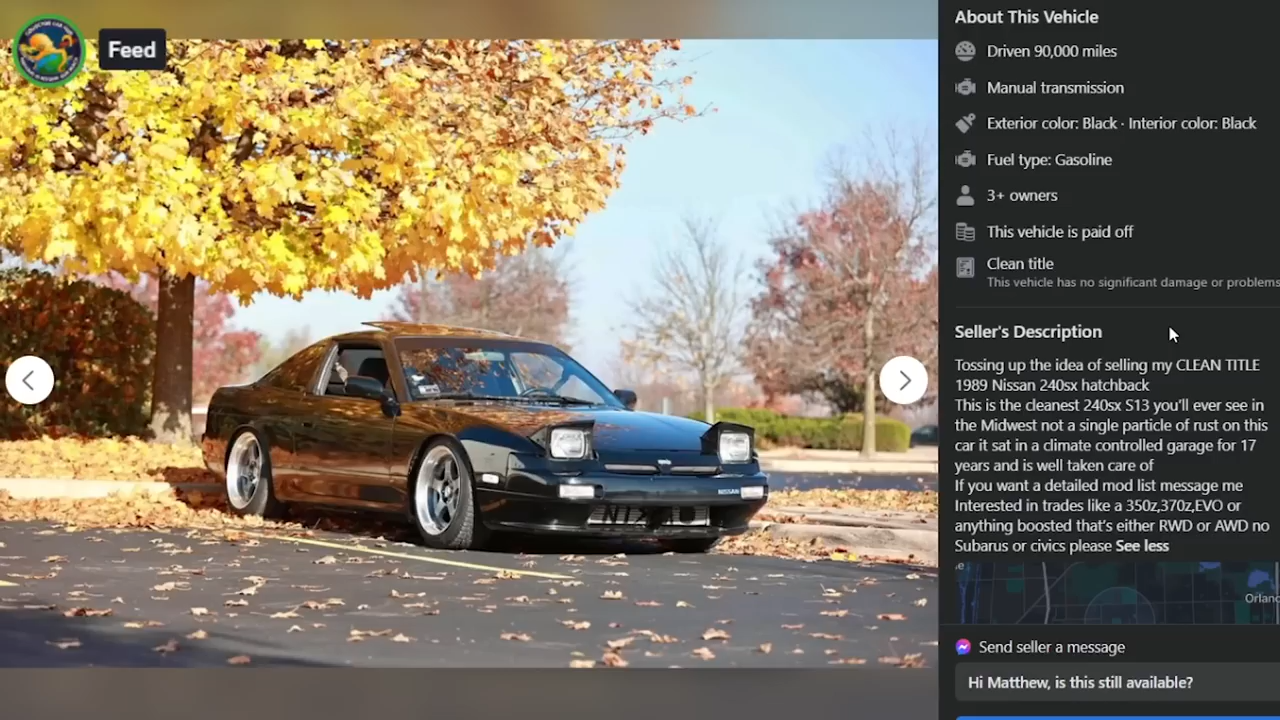 Feed
NISSAN
About This Vehicle
Driven 90,000 miles
Manual transmission
Exterior color: Black · Interior color: Black
Fuel type: Gasoline
3+ owners
This vehicle is paid off
Clean title
This vehicle has no significant damage or problems
Seller's Description
Tossing up the idea of selling my CLEAN TITLE
1989 Nissan 240sx hatchback
This is the cleanest 240sx S13 you'll ever see in
the Midwest not a single particle of rust on this
car it sat in a climate controlled garage for 17
years and is well taken care of
If you want a detailed mod list message me
Interested in trades like a 350z,370z,EVO or
anything boosted that's either RWD or AWD no
Subarus or civics please See less
Orlan
Send seller a message
Hi Matthew, is this still available?